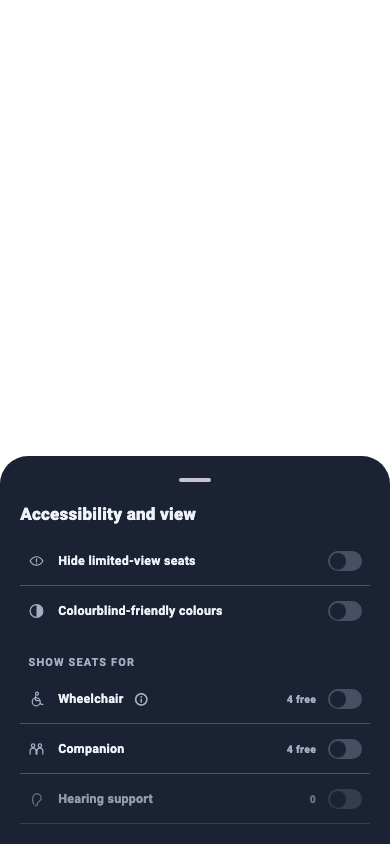 Accessibility and view
Hide limited-view seats
Colourblind-friendly colours
SHOW SEATS FOR
Wheelchair 4 free
Companion 4 free
Hearing support 0